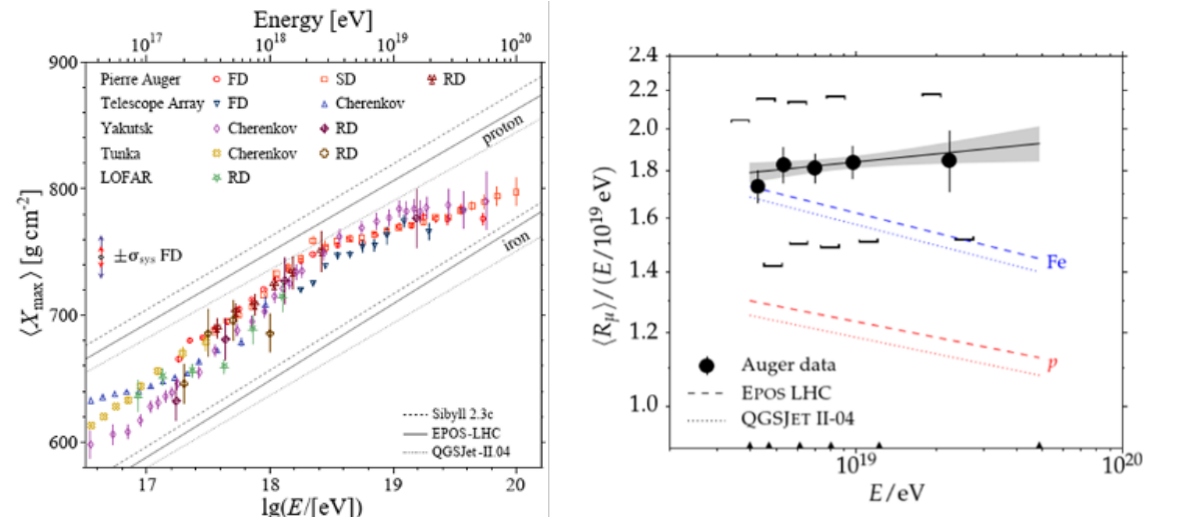 Energy [eV]
10^17 10^18 10^19 10^20
900
800
700
600
⟨X_max⟩ [g cm^-2]
Pierre Auger FD SD RD
Telescope Array FD Cherenkov
Yakutsk Cherenkov RD
Tunka Cherenkov RD
LOFAR RD
proton
iron
±σ_sys FD
Sibyll 2.3c
EPOS-LHC
QGSJet-II.04
17 18 19 20
lg(E/[eV])
2.4
2.2
2.0
1.8
1.6
1.4
1.2
1.0
⟨R_μ⟩/(E/10^19 eV)
Fe
p
Auger data
EPOS LHC
QGSJET II-04
10^19 10^20
E/eV